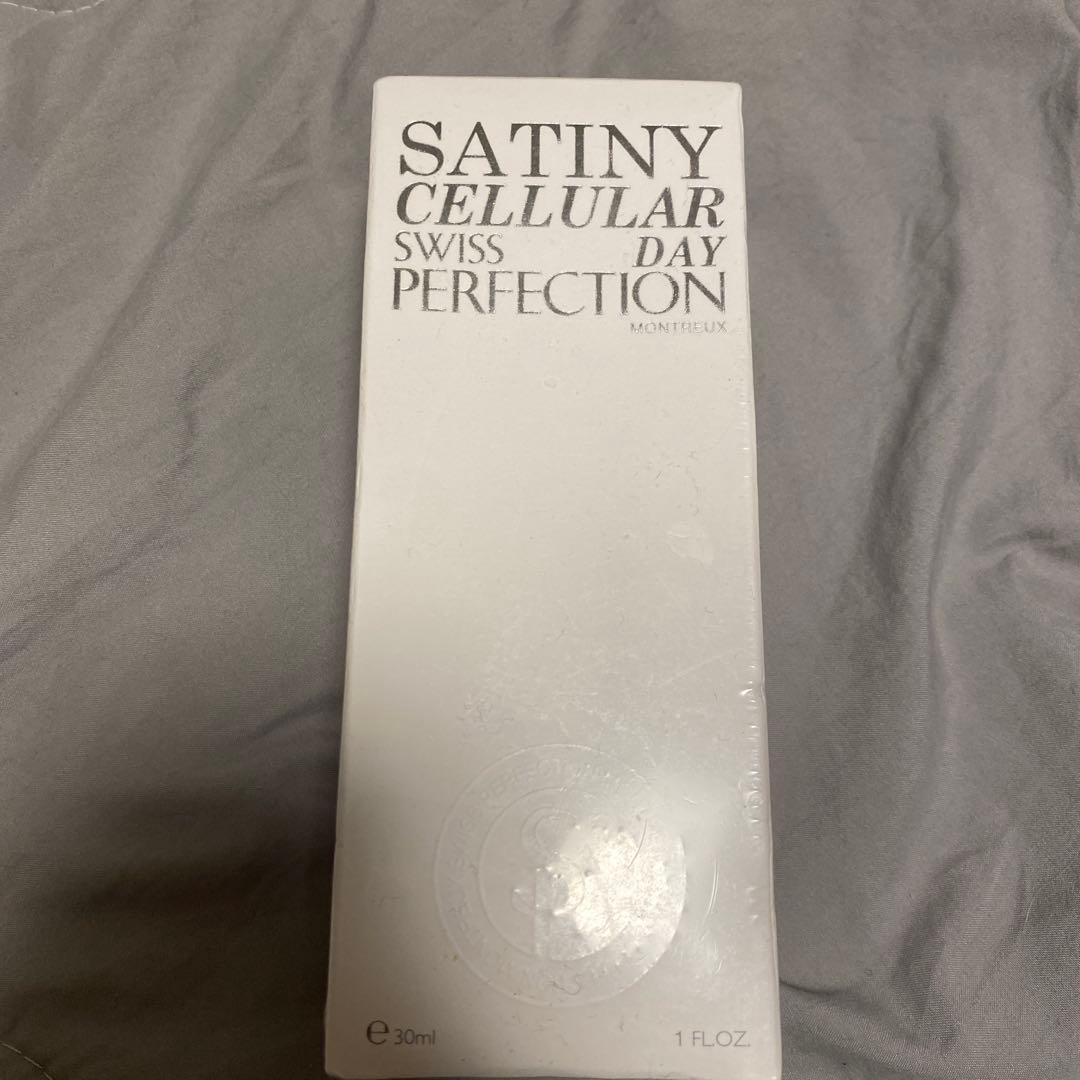 SATINY
CELLULAR
SWISS DAY
PERFECTION
MONTREUX
℮ 30ml 1 FL.OZ.